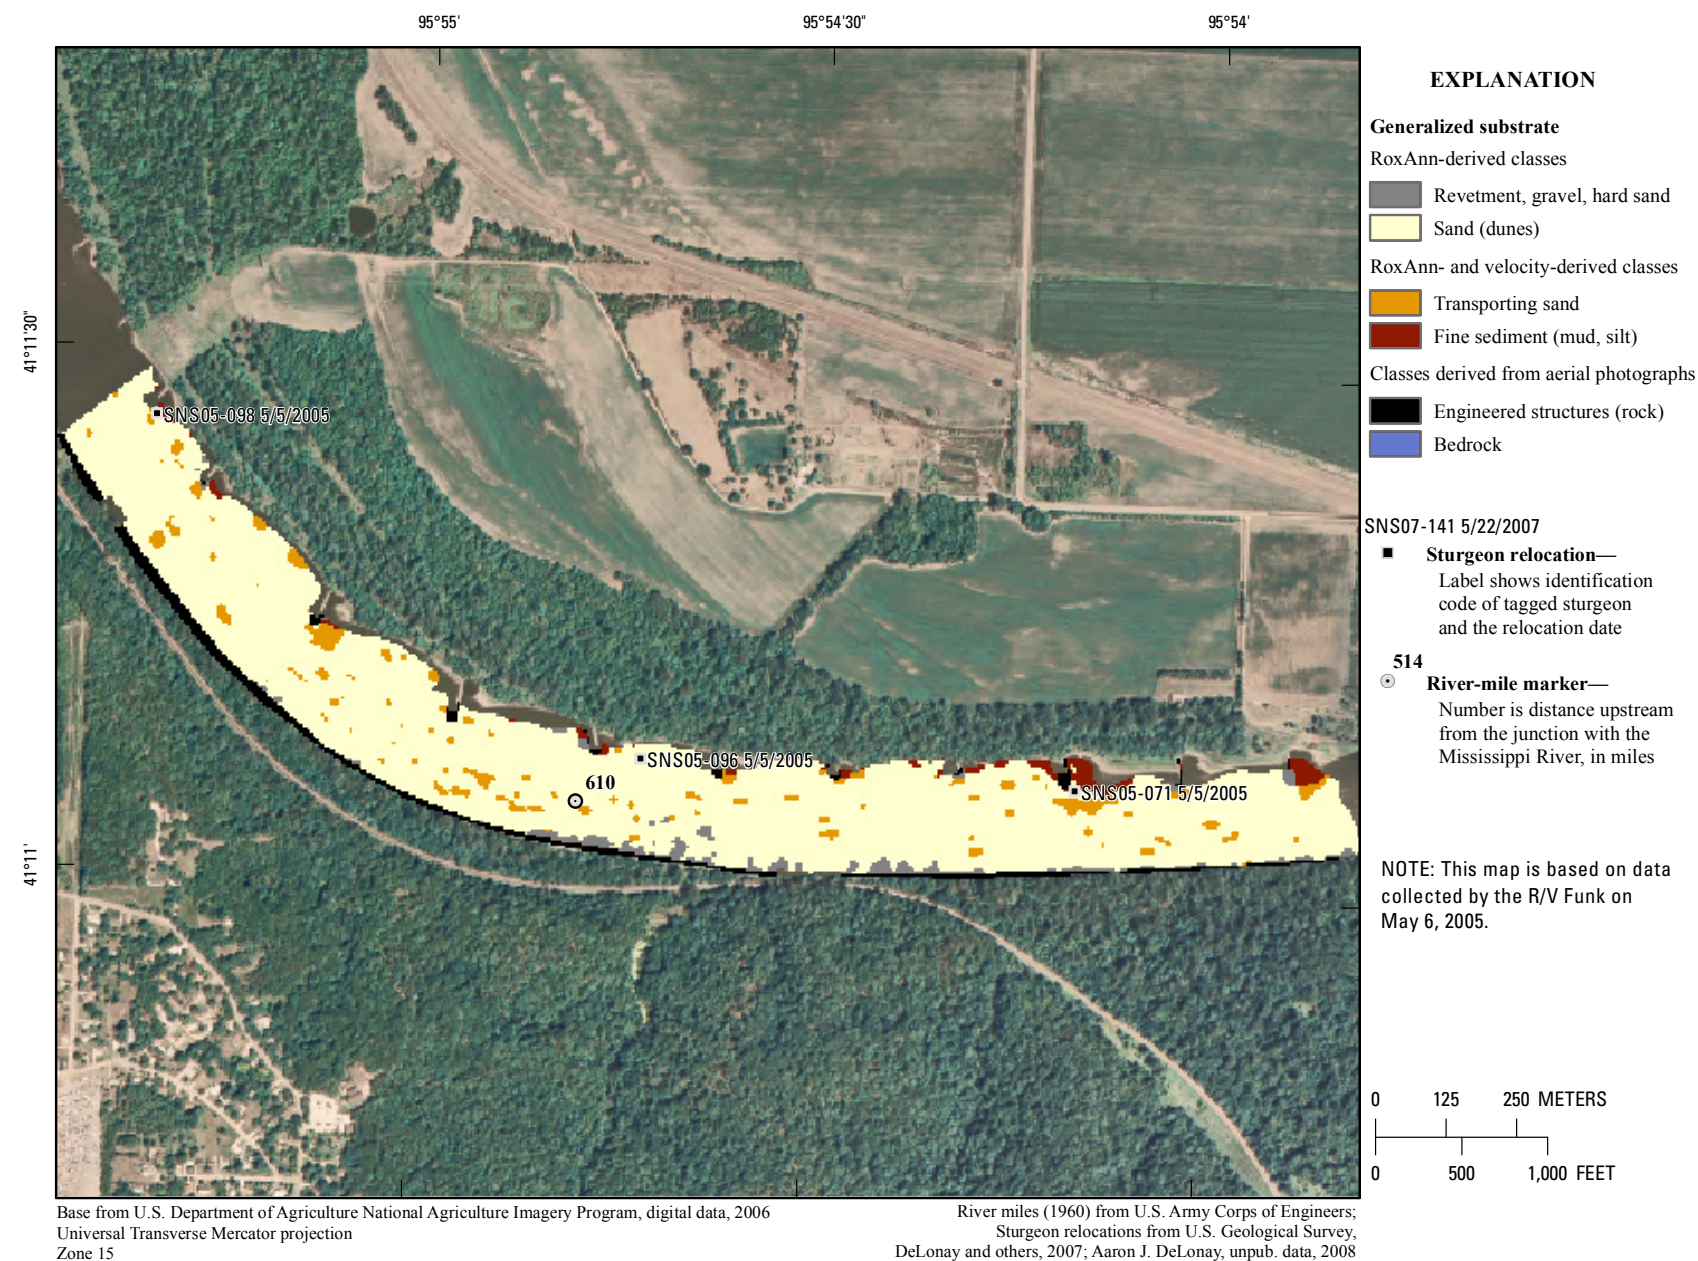 95°55'
95°54'30"
95°54'
41°11'30"
41°11'
SNS05-098 5/5/2005
SNS05-096 5/5/2005
610
SNS05-071 5/5/2005
EXPLANATION
Generalized substrate
RoxAnn-derived classes
Revetment, gravel, hard sand
Sand (dunes)
RoxAnn- and velocity-derived classes
Transporting sand
Fine sediment (mud, silt)
Classes derived from aerial photographs
Engineered structures (rock)
Bedrock
SNS07-141 5/22/2007
Sturgeon relocation—
Label shows identification
code of tagged sturgeon
and the relocation date
514
River-mile marker—
Number is distance upstream
from the junction with the
Mississippi River, in miles
NOTE: This map is based on data
collected by the R/V Funk on
May 6, 2005.
0 125 250 METERS
0 500 1,000 FEET
Base from U.S. Department of Agriculture National Agriculture Imagery Program, digital data, 2006
Universal Transverse Mercator projection
Zone 15
River miles (1960) from U.S. Army Corps of Engineers;
Sturgeon relocations from U.S. Geological Survey,
DeLonay and others, 2007; Aaron J. DeLonay, unpub. data, 2008